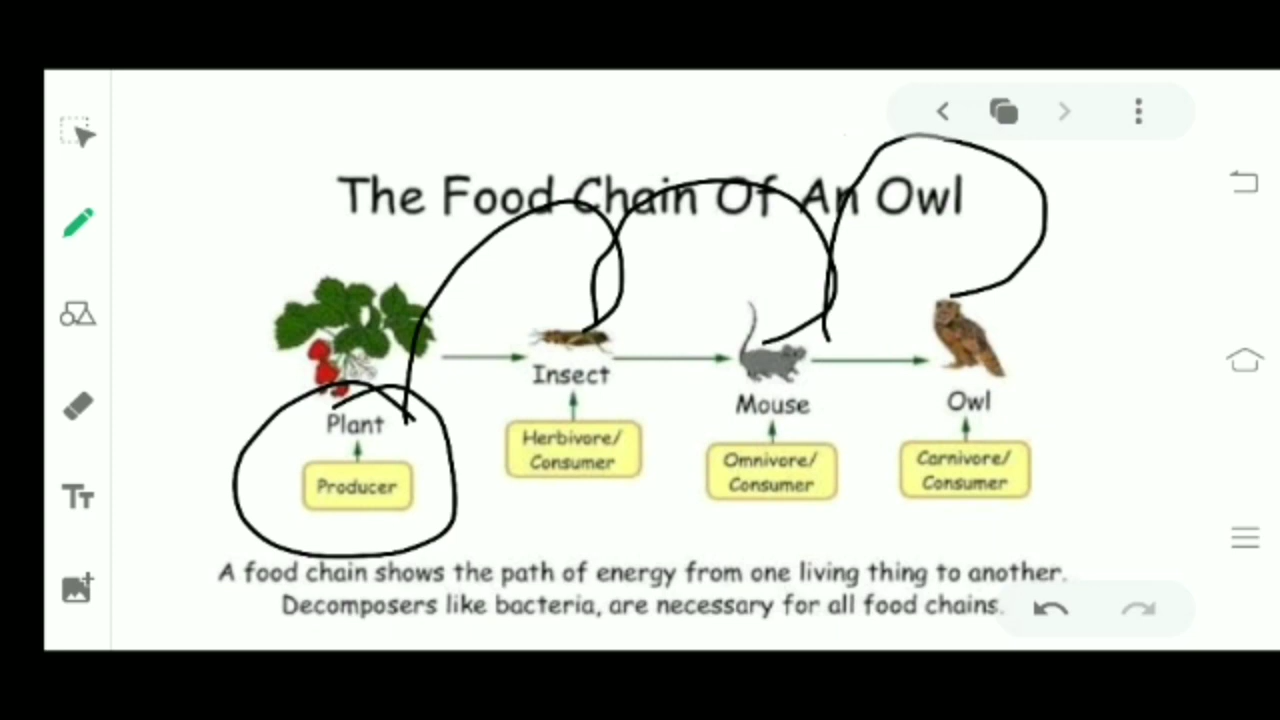 The Food Chain Of An Owl
Plant
Insect
Mouse
Owl
Producer
Herbivore/
Consumer
Omnivore/
Consumer
Carnivore/
Consumer
A food chain shows the path of energy from one living thing to another.
Decomposers like bacteria, are necessary for all food chains.
TT